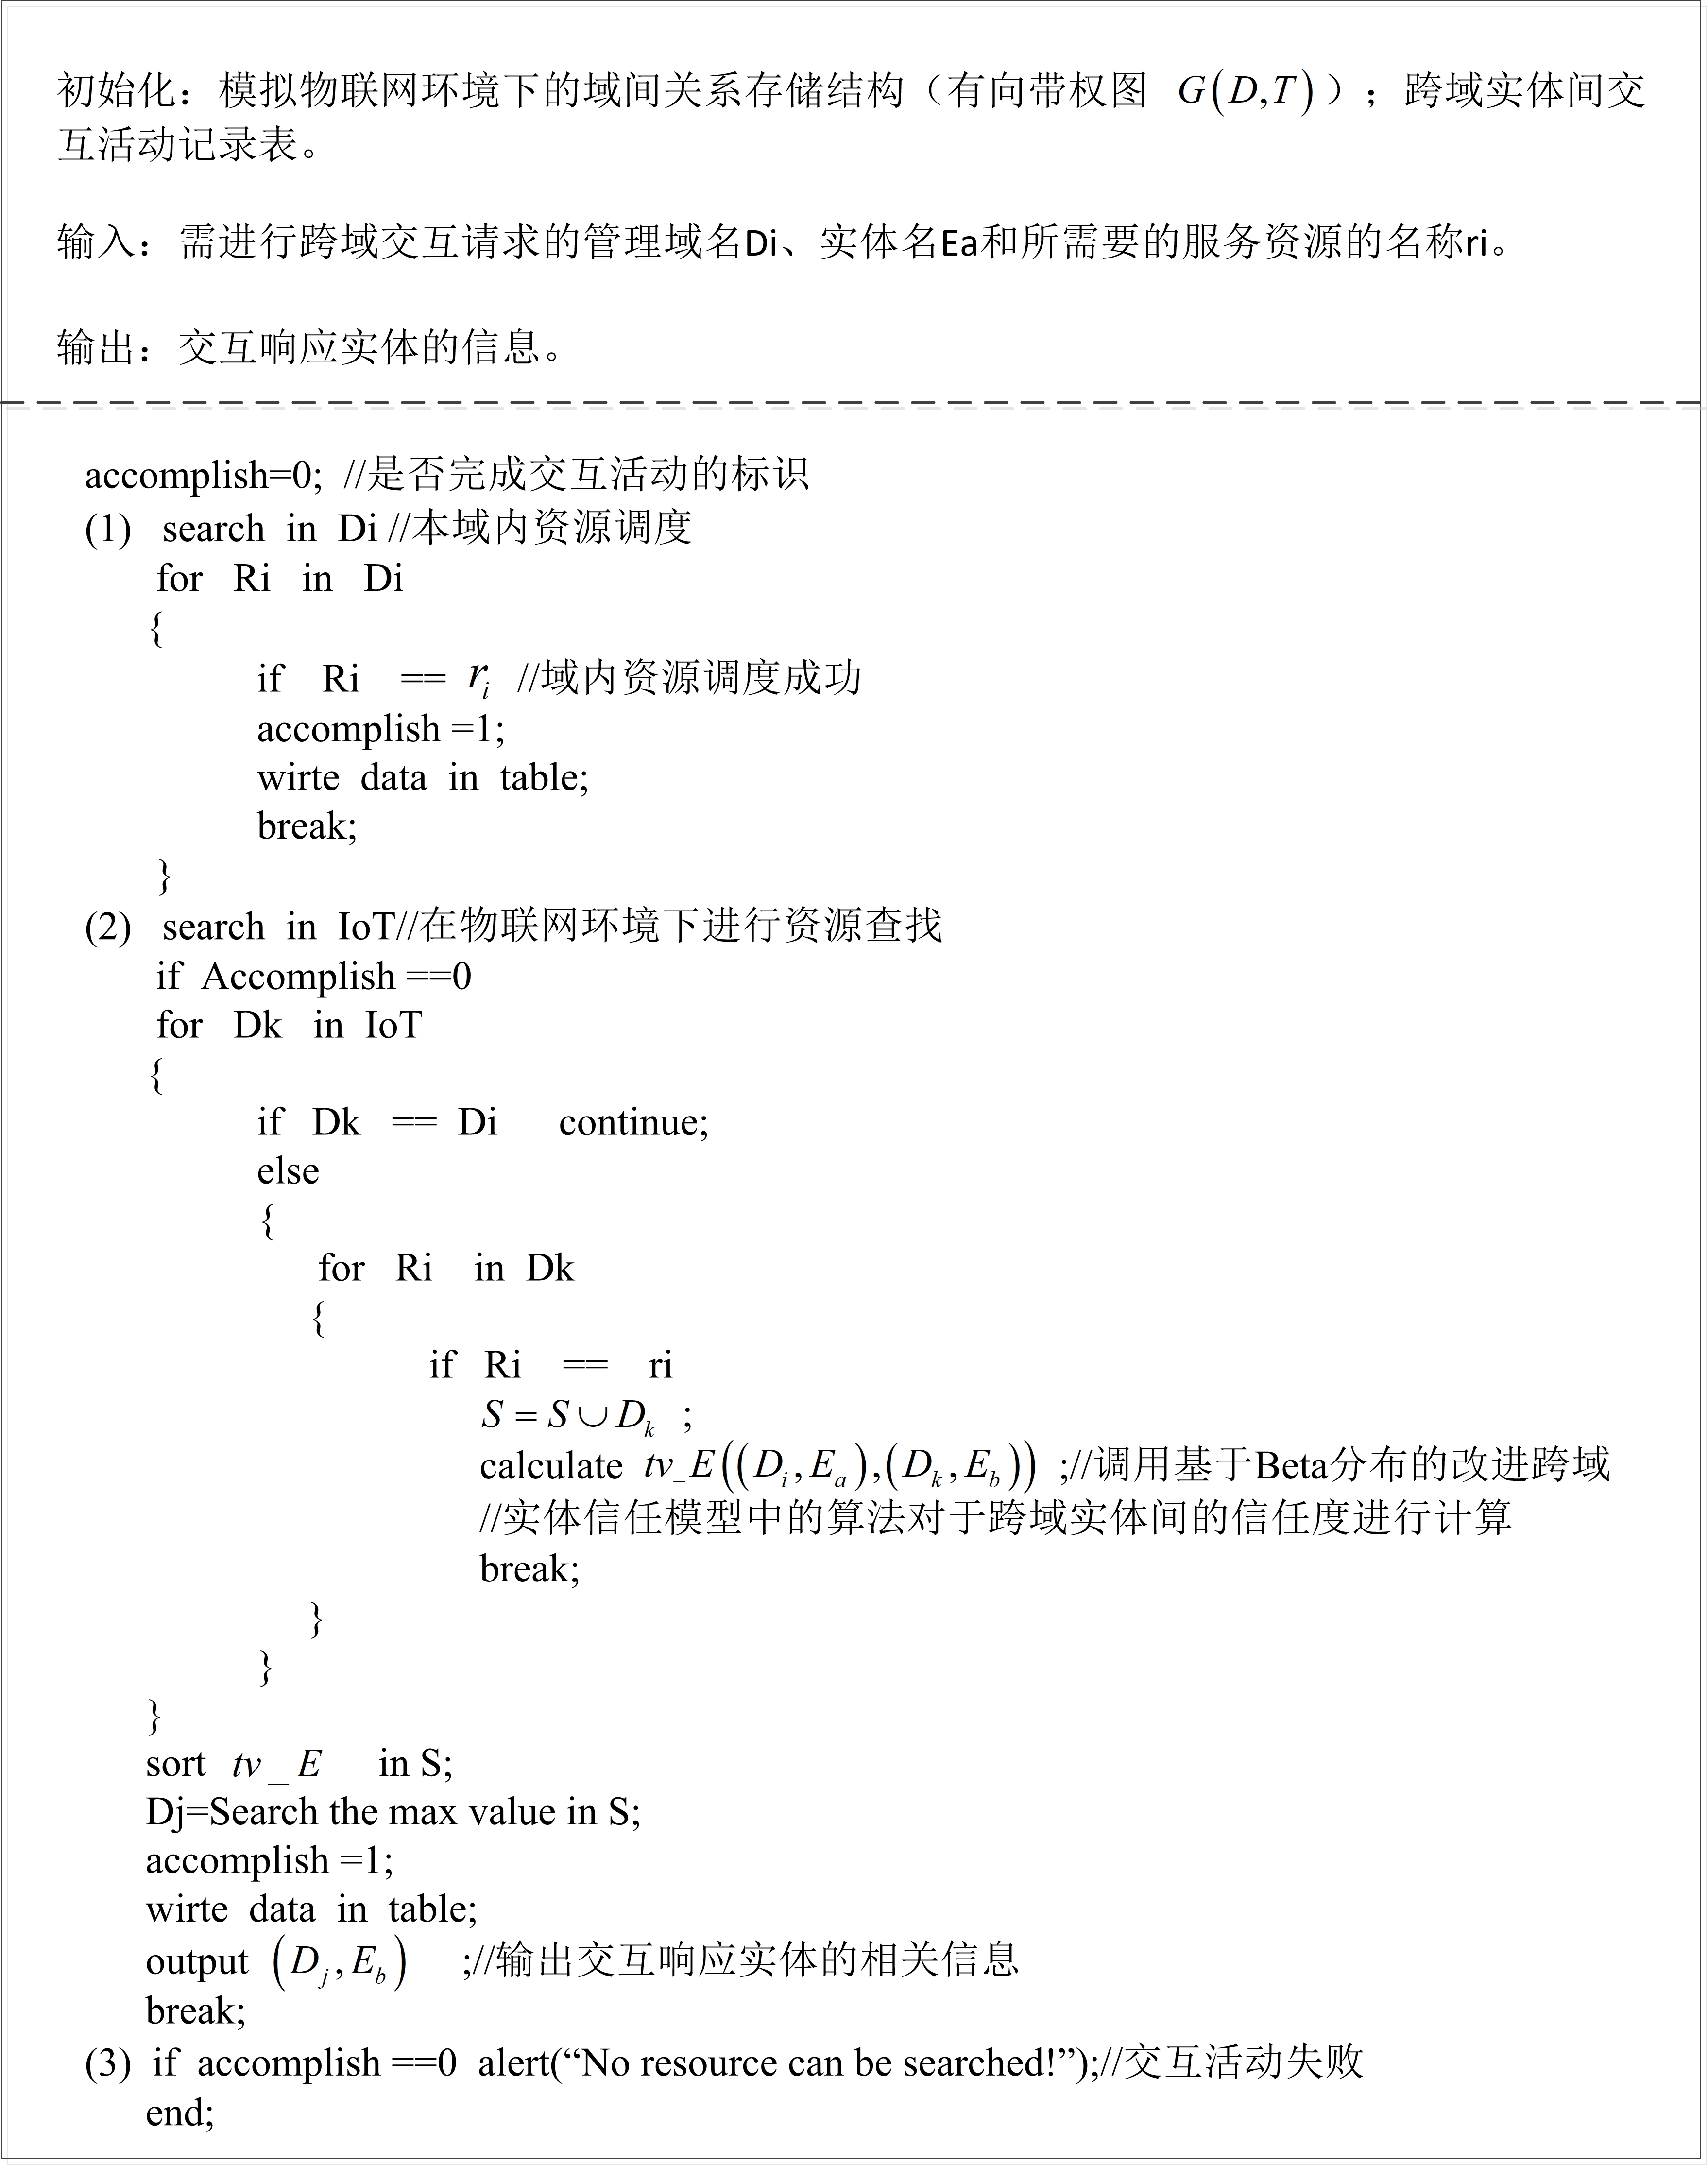 初始化：模拟物联网环境下的域间关系存储结构（有向带权图 G(D,T)）；跨域实体间交
互活动记录表。
输入：需进行跨域交互请求的管理域名Di、实体名Ea和所需要的服务资源的名称ri。
输出：交互响应实体的信息。
accomplish=0; //是否完成交互活动的标识
(1) search in Di //本域内资源调度
for Ri in Di
{
if Ri == r_i //域内资源调度成功
accomplish =1;
wirte data in table;
break;
}
(2) search in IoT//在物联网环境下进行资源查找
if Accomplish ==0
for Dk in IoT
{
if Dk == Di continue;
else
{
for Ri in Dk
{
if Ri == ri
S = S ∪ D_k ;
calculate tv_E((D_i,E_a),(D_k,E_b)) ;//调用基于Beta分布的改进跨域
//实体信任模型中的算法对于跨域实体间的信任度进行计算
break;
}
}
}
sort tv_E in S;
Dj=Search the max value in S;
accomplish =1;
wirte data in table;
output (D_j,E_b) ;//输出交互响应实体的相关信息
break;
(3) if accomplish ==0 alert(“No resource can be searched!”);//交互活动失败
end;